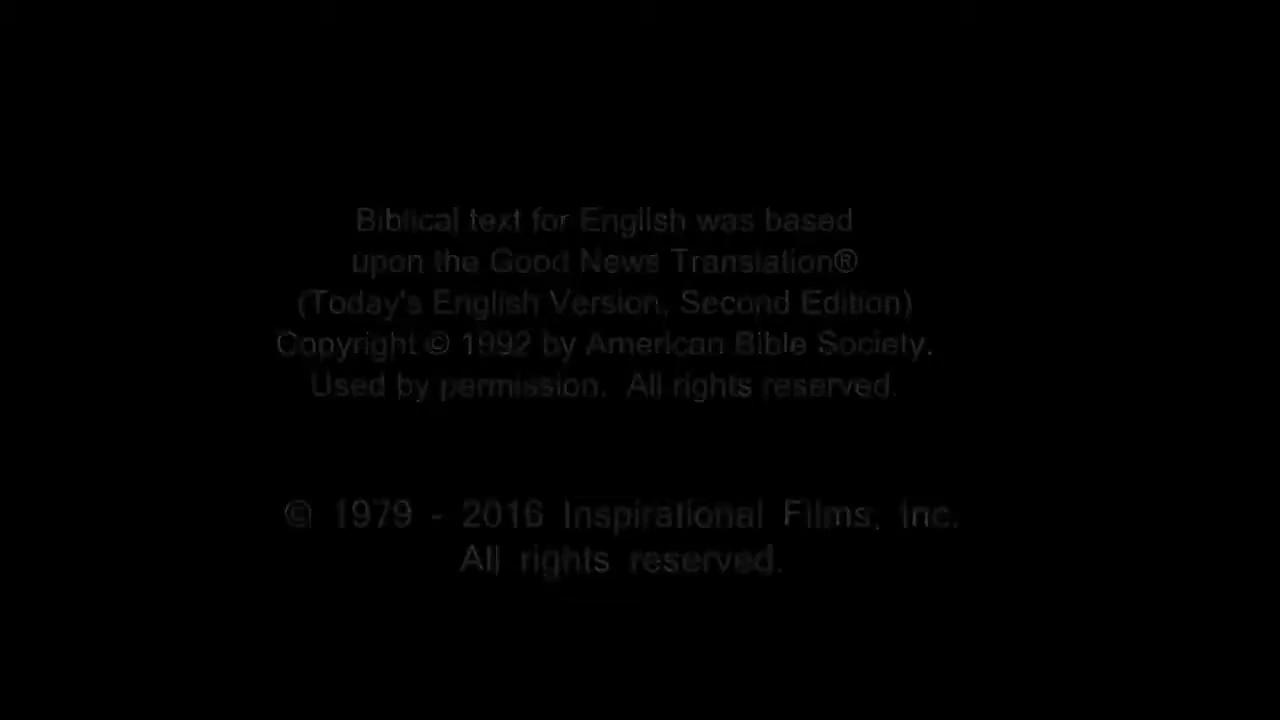 Biblical text for English was based
upon the Good News Translation®
(Today's English Version, Second Edition)
Copyright © 1992 by American Bible Society.
Used by permission. All rights reserved.
© 1979 - 2016 Inspirational Films, Inc.
All rights reserved.